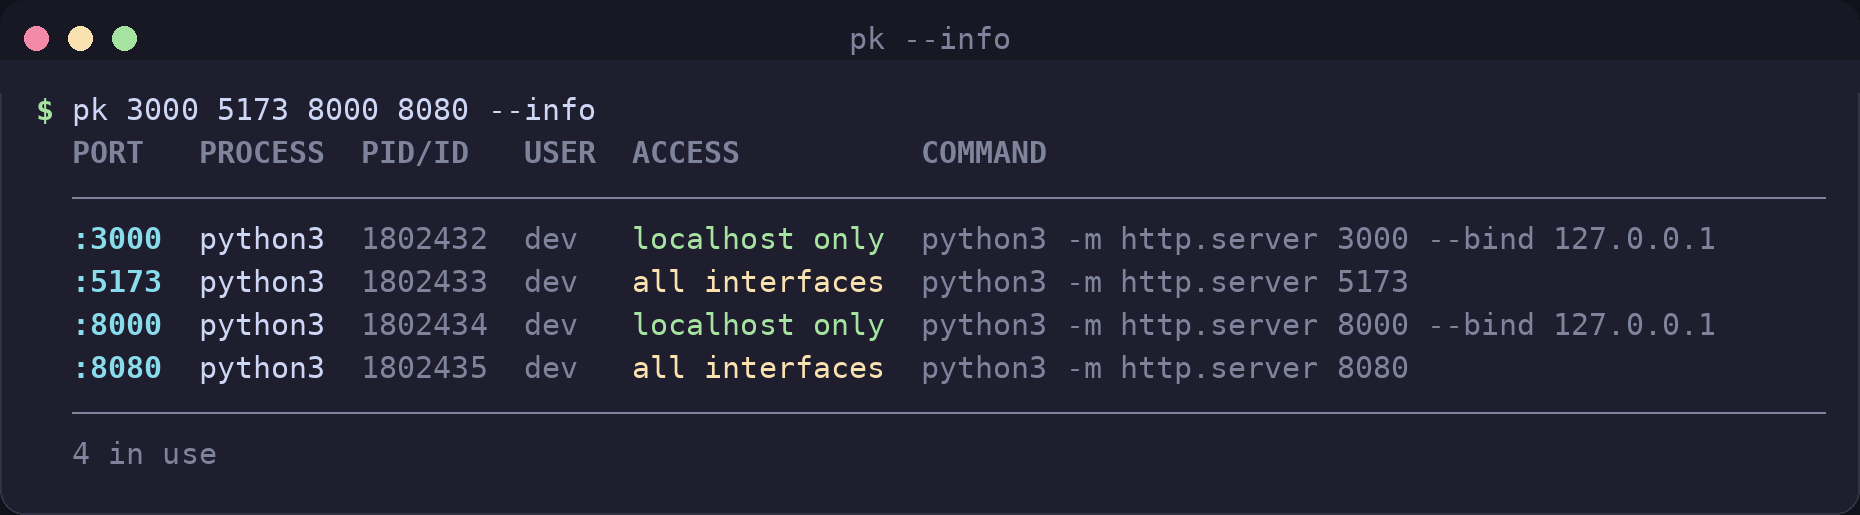 pk --info
$ pk 3000 5173 8000 8080 --info
PORT PROCESS PID/ID USER ACCESS COMMAND
:3000 python3 1802432 dev localhost only python3 -m http.server 3000 --bind 127.0.0.1
:5173 python3 1802433 dev all interfaces python3 -m http.server 5173
:8000 python3 1802434 dev localhost only python3 -m http.server 8000 --bind 127.0.0.1
:8080 python3 1802435 dev all interfaces python3 -m http.server 8080
4 in use